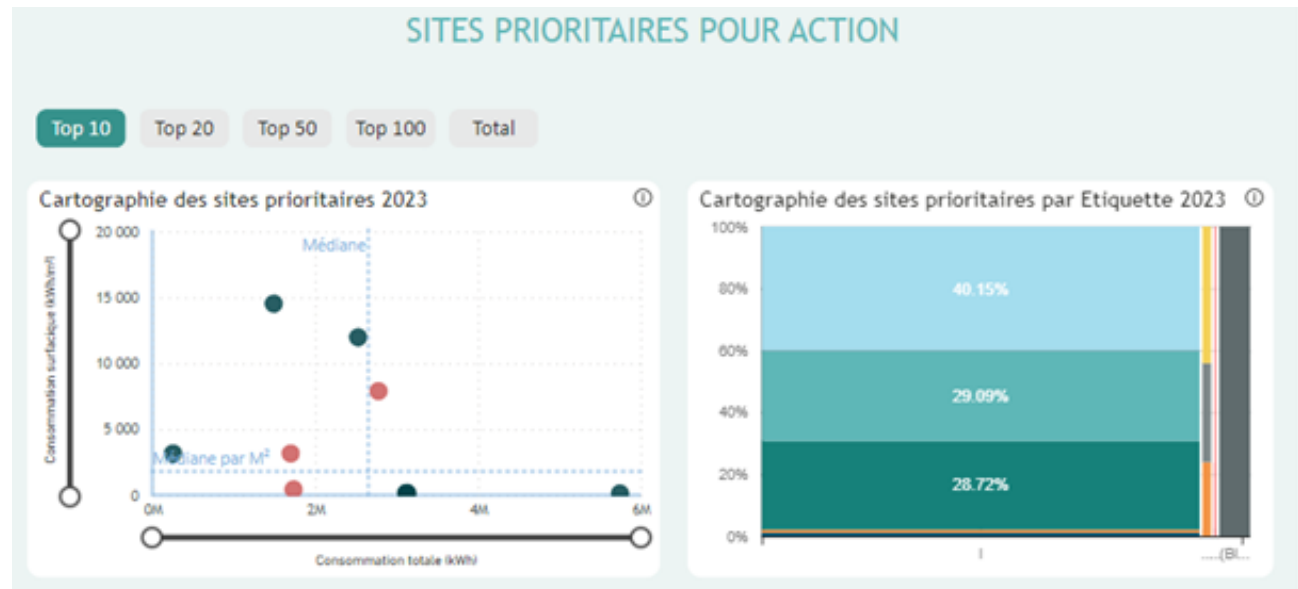 SITES PRIORITAIRES POUR ACTION
Top 10
Top 20
Top 50
Top 100
Total
Cartographie des sites prioritaires 2023
Consommation surfacique (kWh/m²)
20 000
15 000
10 000
5 000
0
Médiane
Médiane par M²
0M
2M
4M
6M
Consommation totale (kWh)
Cartographie des sites prioritaires par Etiquette 2023
100%
80%
60%
40%
20%
0%
40.15%
29.09%
28.72%
I
.....(Bl...